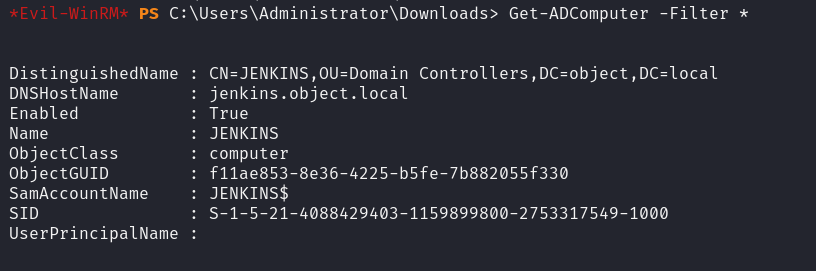 *Evil-WinRM* PS C:\Users\Administrator\Downloads> Get-ADComputer -Filter *
DistinguishedName : CN=JENKINS,OU=Domain Controllers,DC=object,DC=local
DNSHostName       : jenkins.object.local
Enabled           : True
Name              : JENKINS
ObjectClass       : computer
ObjectGUID        : f11ae853-8e36-4225-b5fe-7b882055f330
SamAccountName    : JENKINS$
SID               : S-1-5-21-4088429403-1159899800-2753317549-1000
UserPrincipalName :